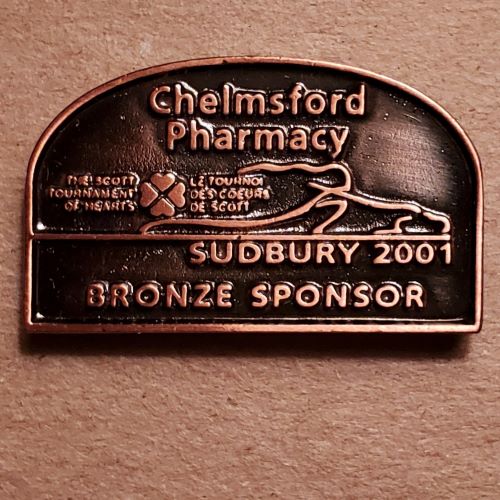 Chelmsford
Pharmacy
THE SCOTT
TOURNAMENT
OF HEARTS
LE TOURNOI
DES COEURS
DE SCOTT
SUDBURY 2001
BRONZE SPONSOR